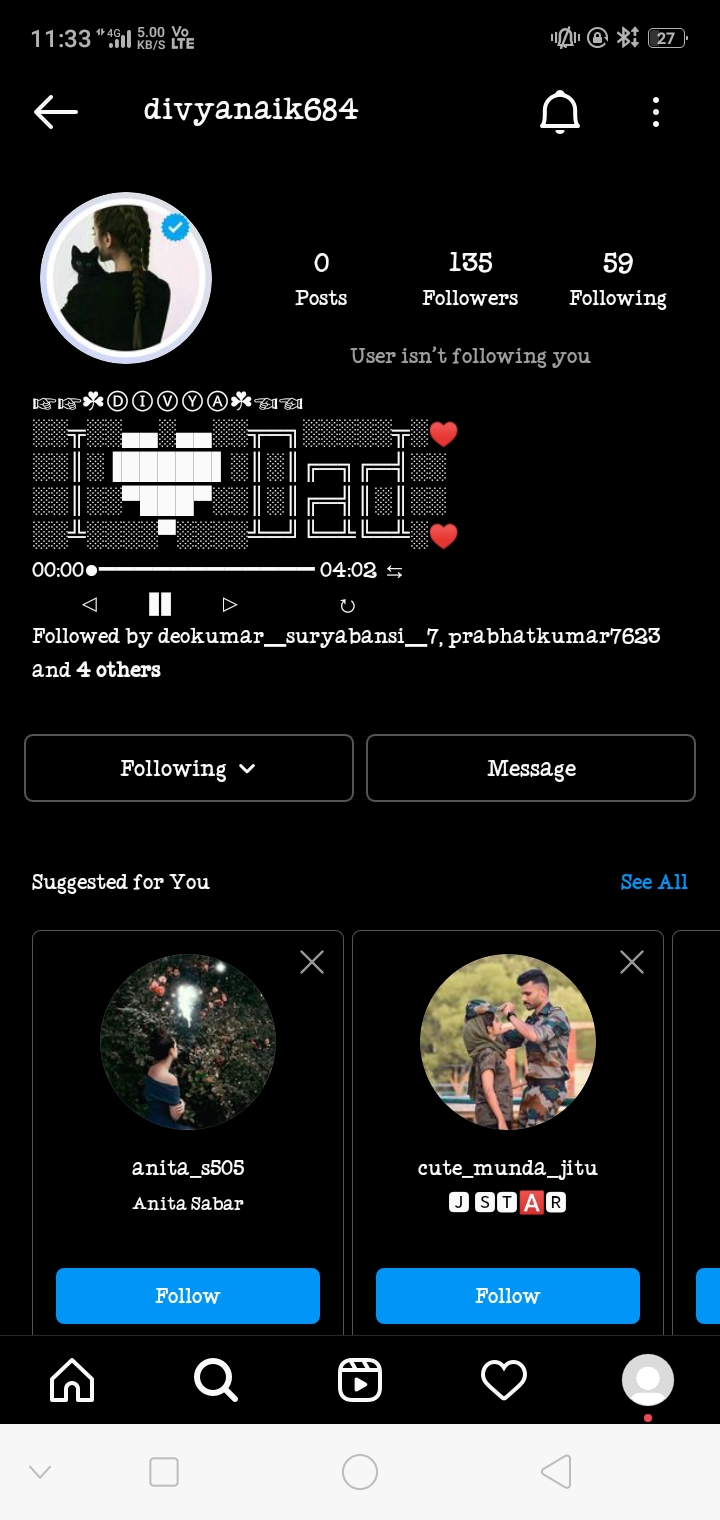 11:33 4G 5.00 KB/S Vo LTE 27
divyanaik684
0 135 59
Posts Followers Following
User isn't following you
☞☞☘ⒹⒾⓋⓎⒶ☘☜☜
░░╦░░▄▄░▄▄░░╦═╗░░░░░╦░❤️
░░║░███████░║░║╔═╗╔═╣░░
░░║░░▀████▀░║░║╠═╝║░║░░
░░╩░░░░▀░░░░╩═╝╚═╩╚═╩░❤️
00:00●━━━━━━━━━━━━ 04:02 ⇆
◁ ▐▐ ▷ ↻
Followed by deokumar__suryabansi__7, prabhatkumar7623
and 4 others
Following Message
Suggested for You See All
anita_s505 cute_munda_jitu
Anita Sabar 🅹 🆂🆃🅰🆁
Follow Follow